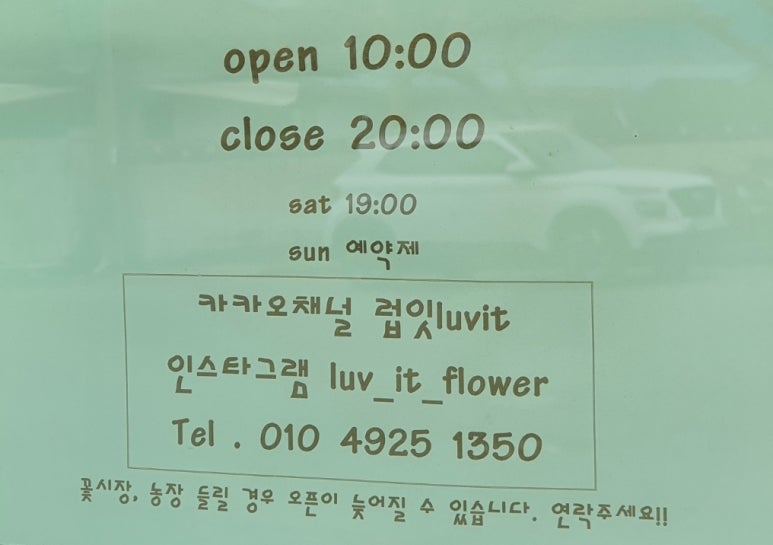 open 10:00
close 20:00
sat 19:00
sun 예약제
카카오채널 럽잇luvit
인스타그램 luv_it_flower
Tel . 010 4925 1350
꽃시장, 농장 들릴 경우 오픈이 늦어질 수 있습니다. 연락주세요!!